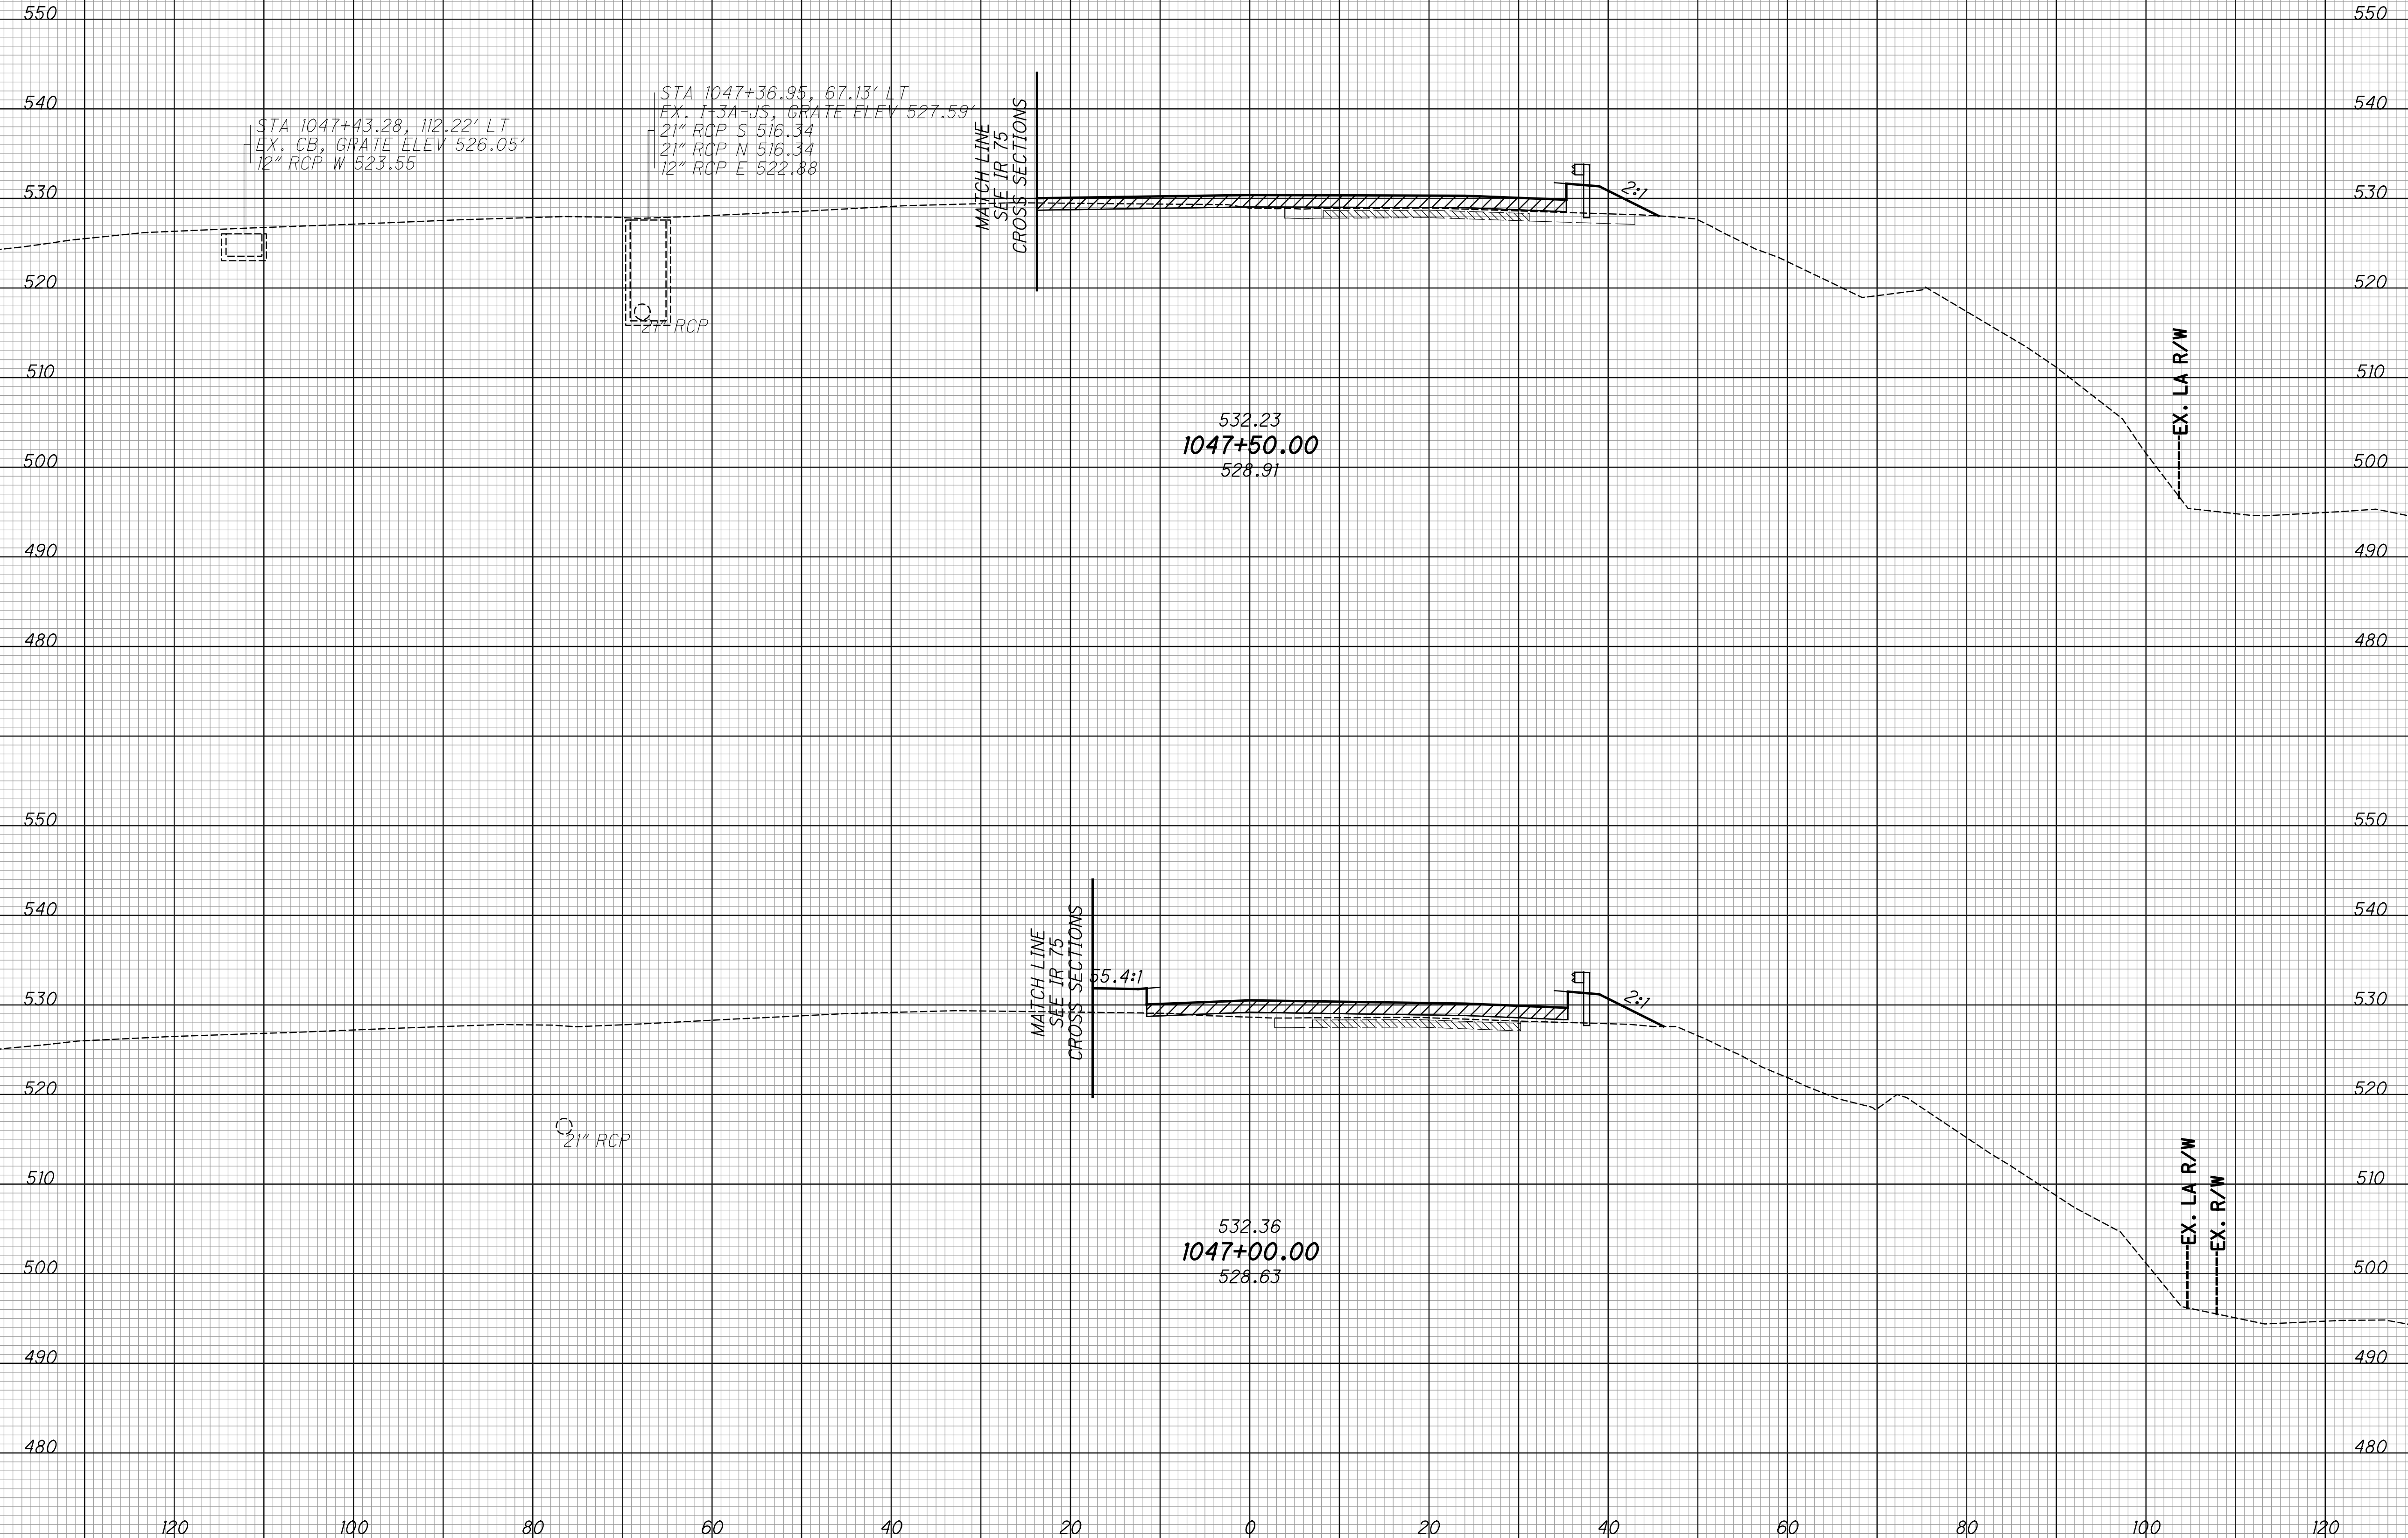 550 550
540 540
STA 1047+36.95, 67.13' LT
EX. I-3A-JS, GRATE ELEV 527.59'
21" RCP S 516.34
21" RCP N 516.34
12" RCP E 522.88
STA 1047+43.28, 112.22' LT
EX. CB, GRATE ELEV 526.05'
12" RCP W 523.55
MATCH LINE
SEE IR 75
CROSS SECTIONS
2:1
530 530
520 520
21" RCP
EX. LA R/W
510 510
532.23
1047+50.00
528.91
500 500
490 490
480 480
550 550
540 540
MATCH LINE
SEE IR 75
CROSS SECTIONS
55.4:1
2:1
530 530
520 520
21" RCP
EX. LA R/W
EX. R/W
510 510
532.36
1047+00.00
528.63
500 500
490 490
480 480
120 100 80 60 40 20 0 20 40 60 80 100 120